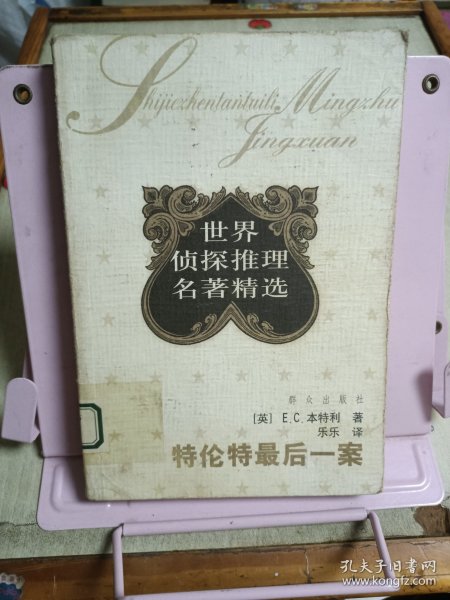 Shijiezhentantuili Mingzhu
Jingxuan
世界
侦探推理
名著精选
群众出版社
[英] E.C.本特利 著
乐乐 译
特伦特最后一案
孔夫子旧书网
www.kongfz.com